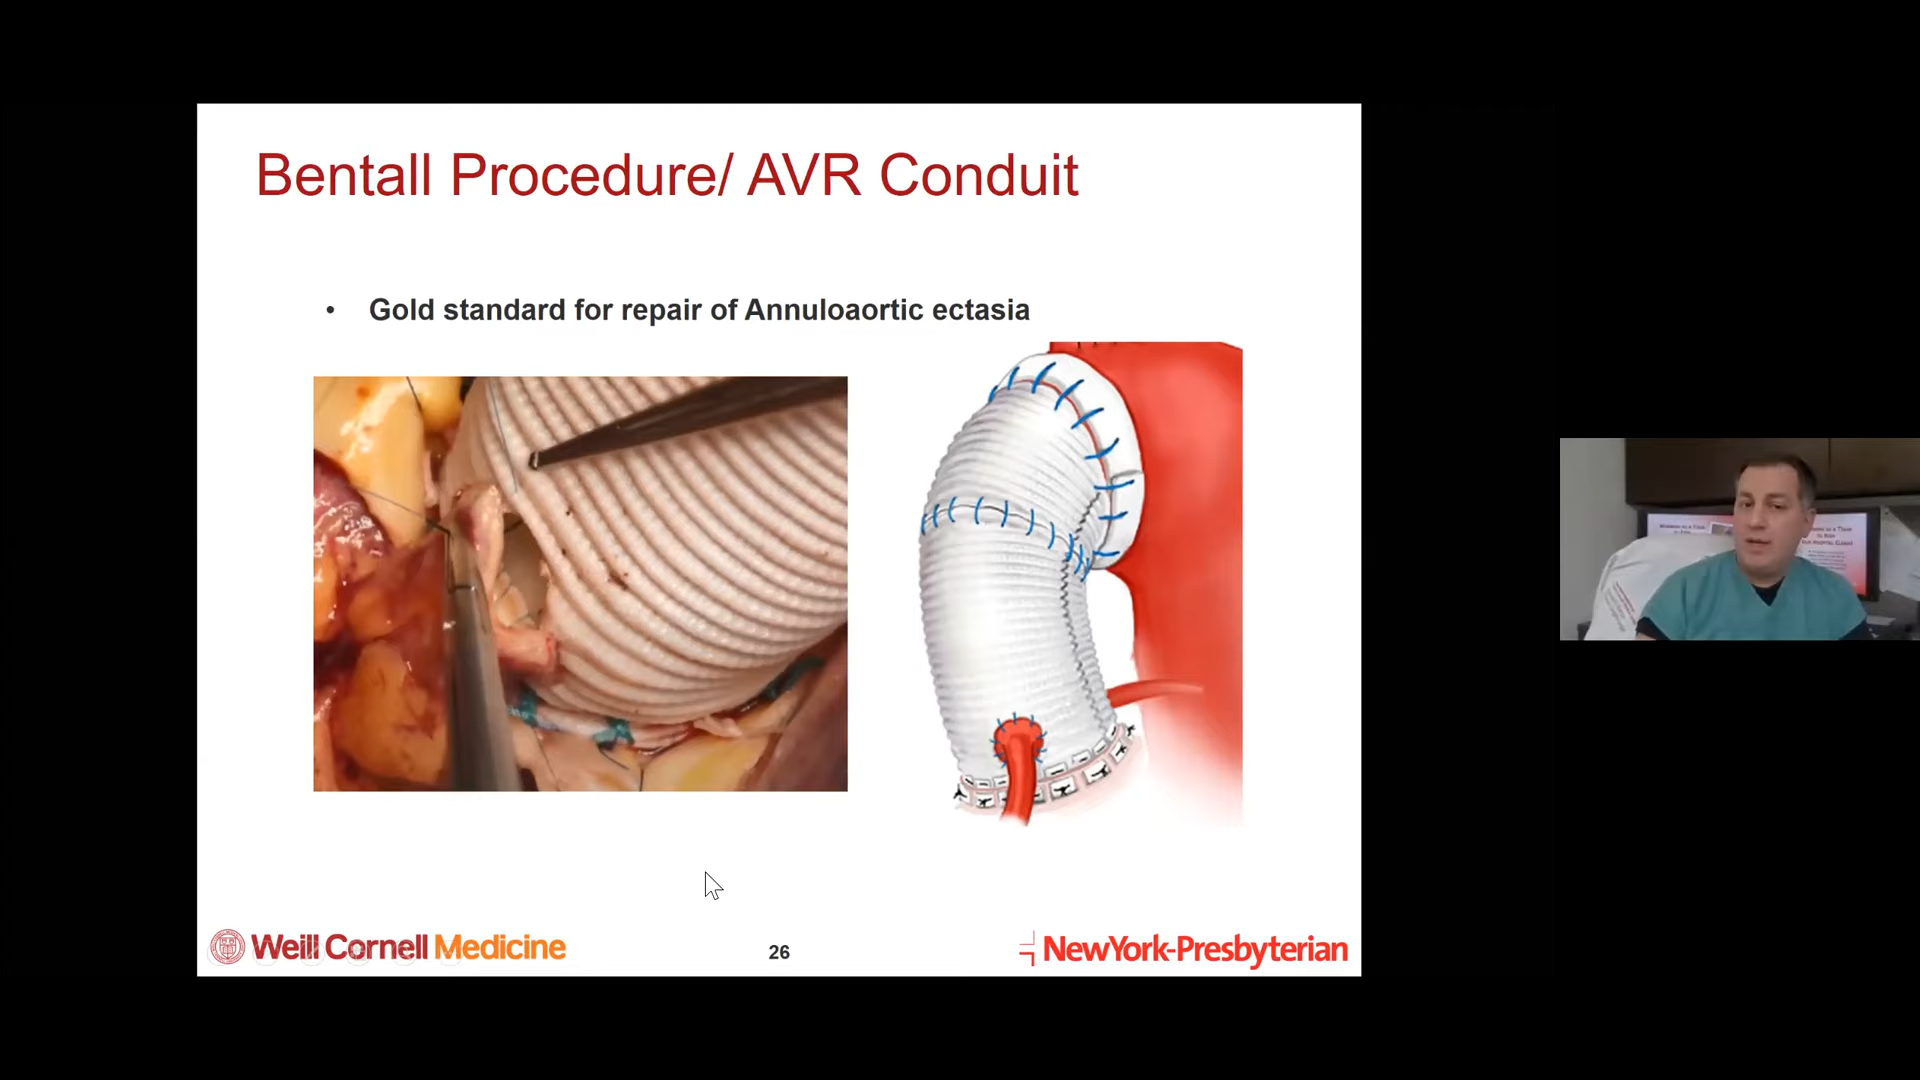 Bentall Procedure/ AVR Conduit
• Gold standard for repair of Annuloaortic ectasia
Weill Cornell Medicine
26
NewYork-Presbyterian